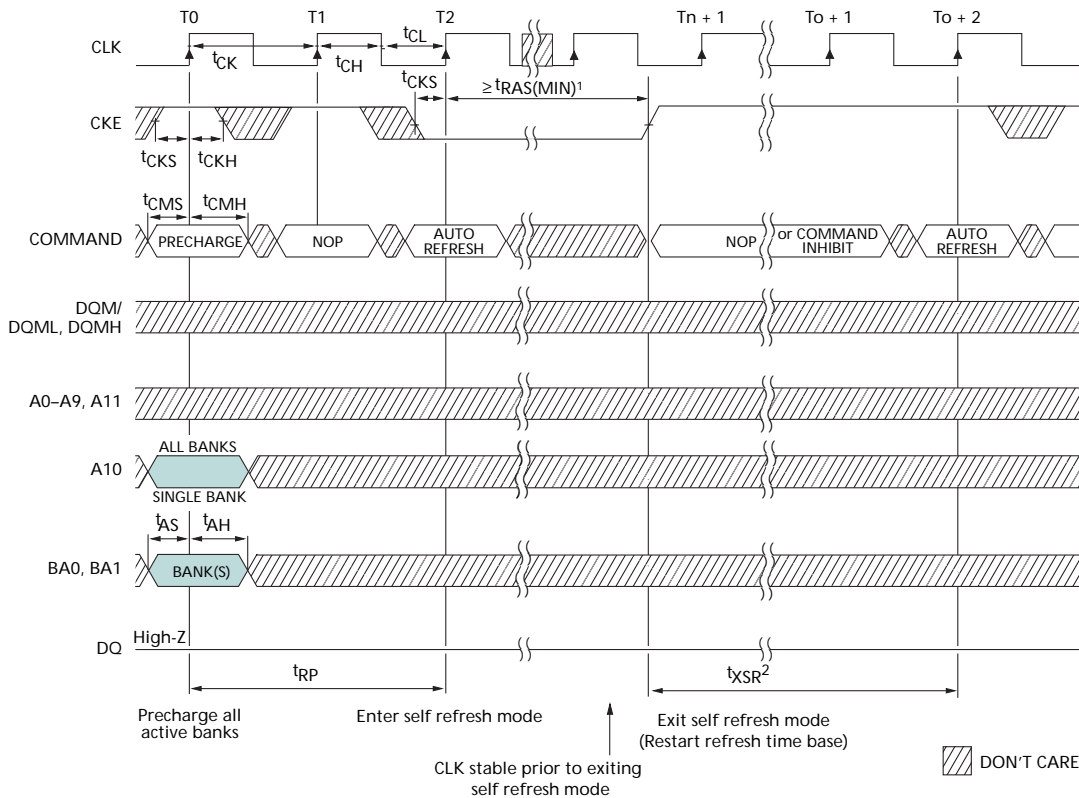 T0 T1 T2 Tn + 1 To + 1 To + 2
CLK
tCK tCH tCL
tCKS ≥ tRAS(MIN)1
CKE
tCKS tCKH
tCMS tCMH
COMMAND PRECHARGE NOP AUTO REFRESH NOP or COMMAND INHIBIT AUTO REFRESH
DQM/
DQML, DQMH
A0–A9, A11
ALL BANKS
A10
SINGLE BANK
tAS tAH
BA0, BA1 BANK(S)
High-Z
DQ
tRP tXSR2
Precharge all
active banks
Enter self refresh mode
Exit self refresh mode
(Restart refresh time base)
CLK stable prior to exiting
self refresh mode
DON'T CARE